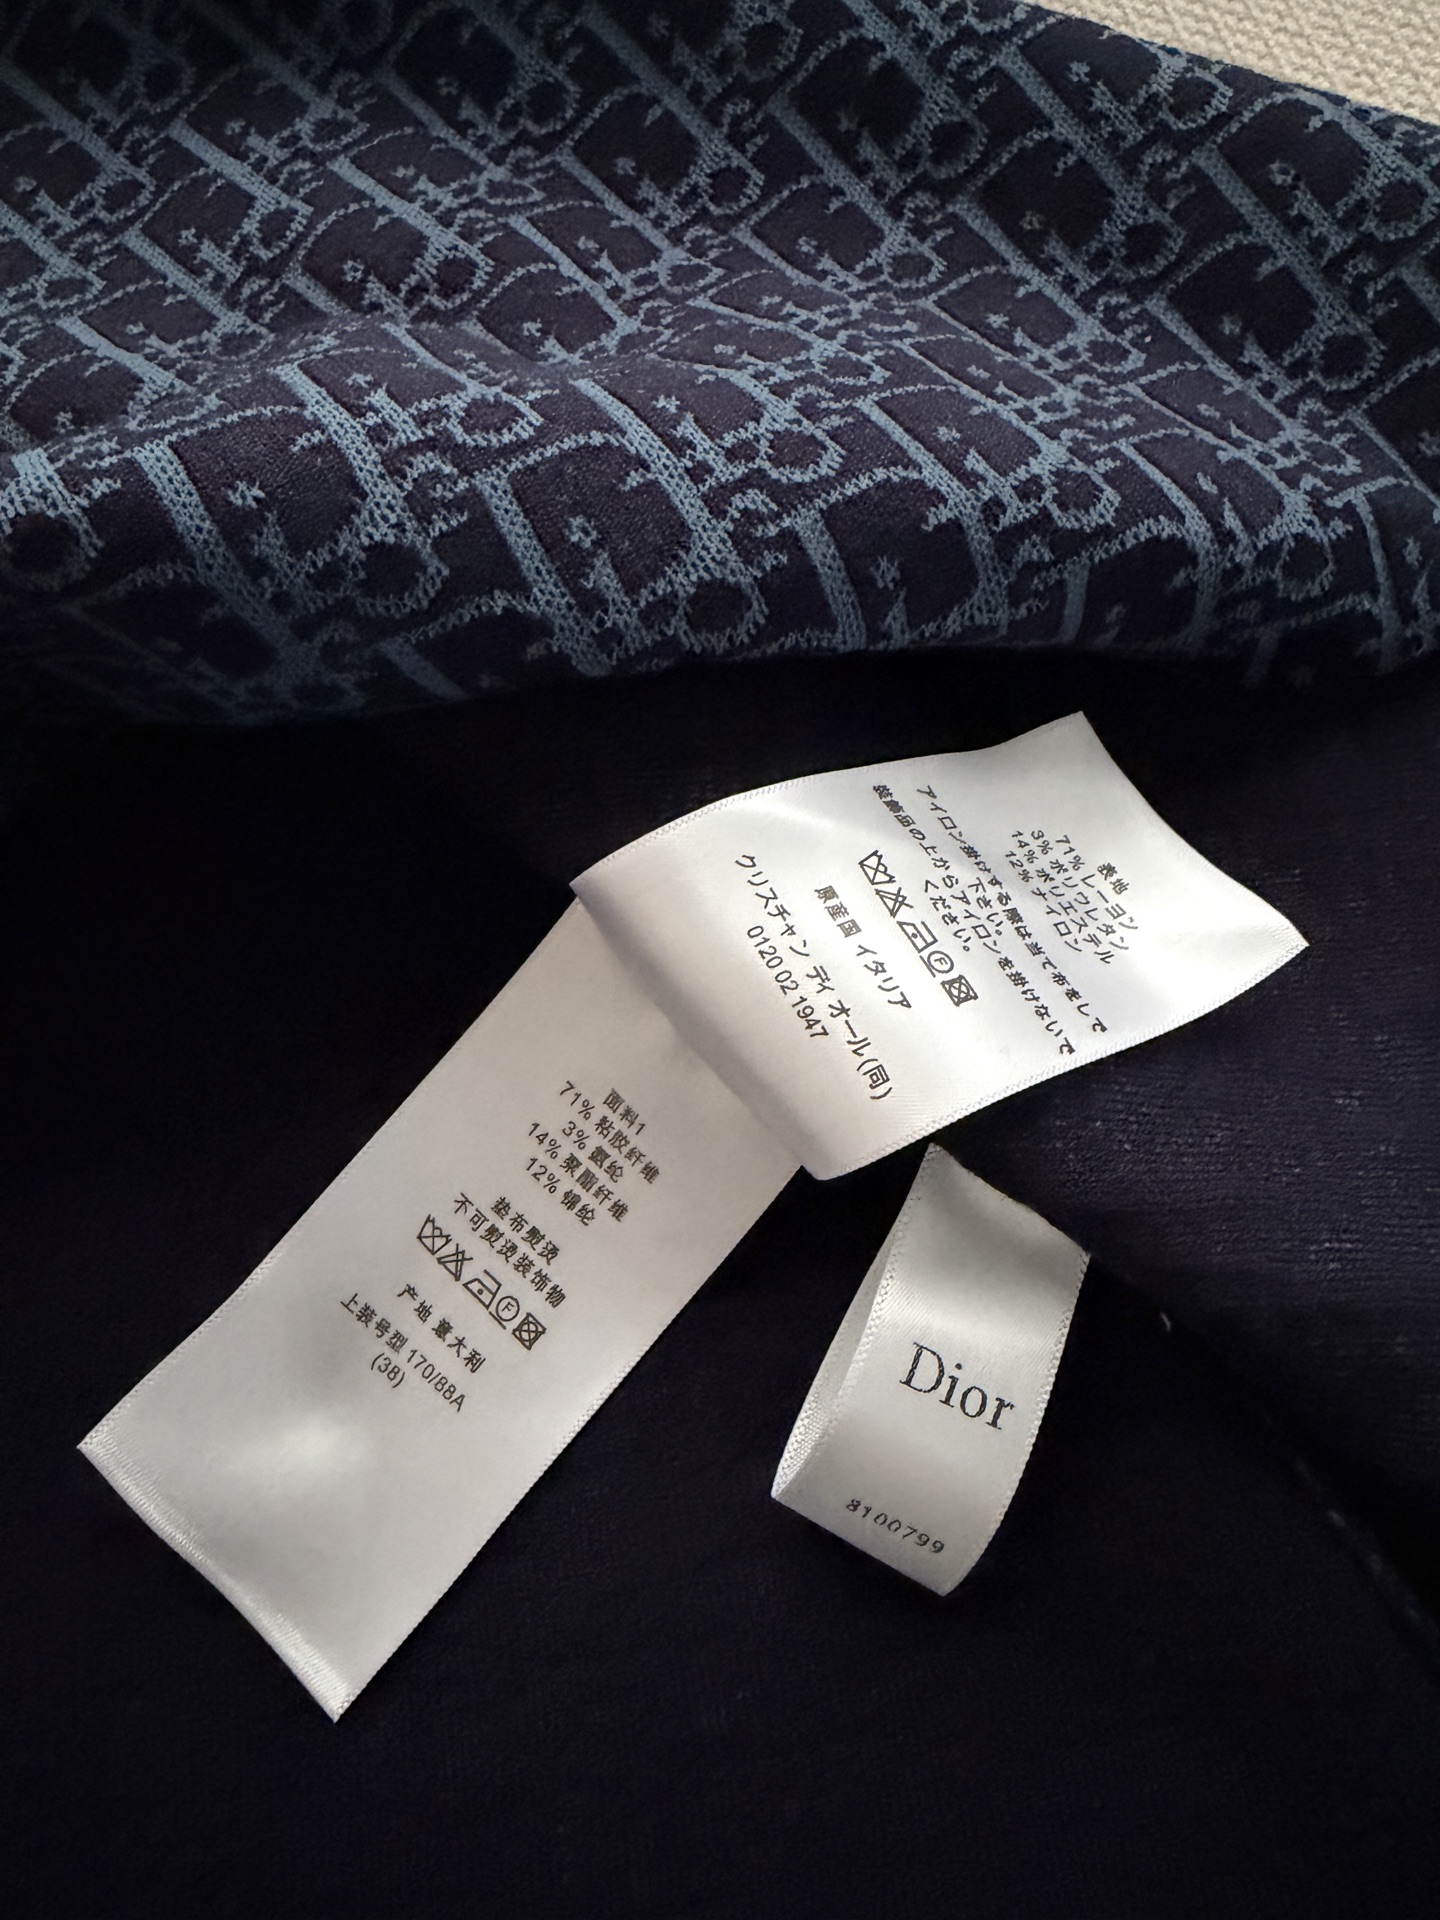 表地
71% レーヨン
3% ポリウレタン
14% ポリエステル
12% ナイロン
アイロン掛けする際は当て布をして
下さい。
装飾品の上からアイロンを掛けないで
ください。
F
原産国 イタリア
クリスチャン ディオール(同)
0120 02 1947
面料1
71% 粘胶纤维
3% 氨纶
14% 聚酯纤维
12% 锦纶
垫布熨烫
不可熨烫装饰物
F
产地 意大利
上装号型 170/88A
(38)
Dior
8100799